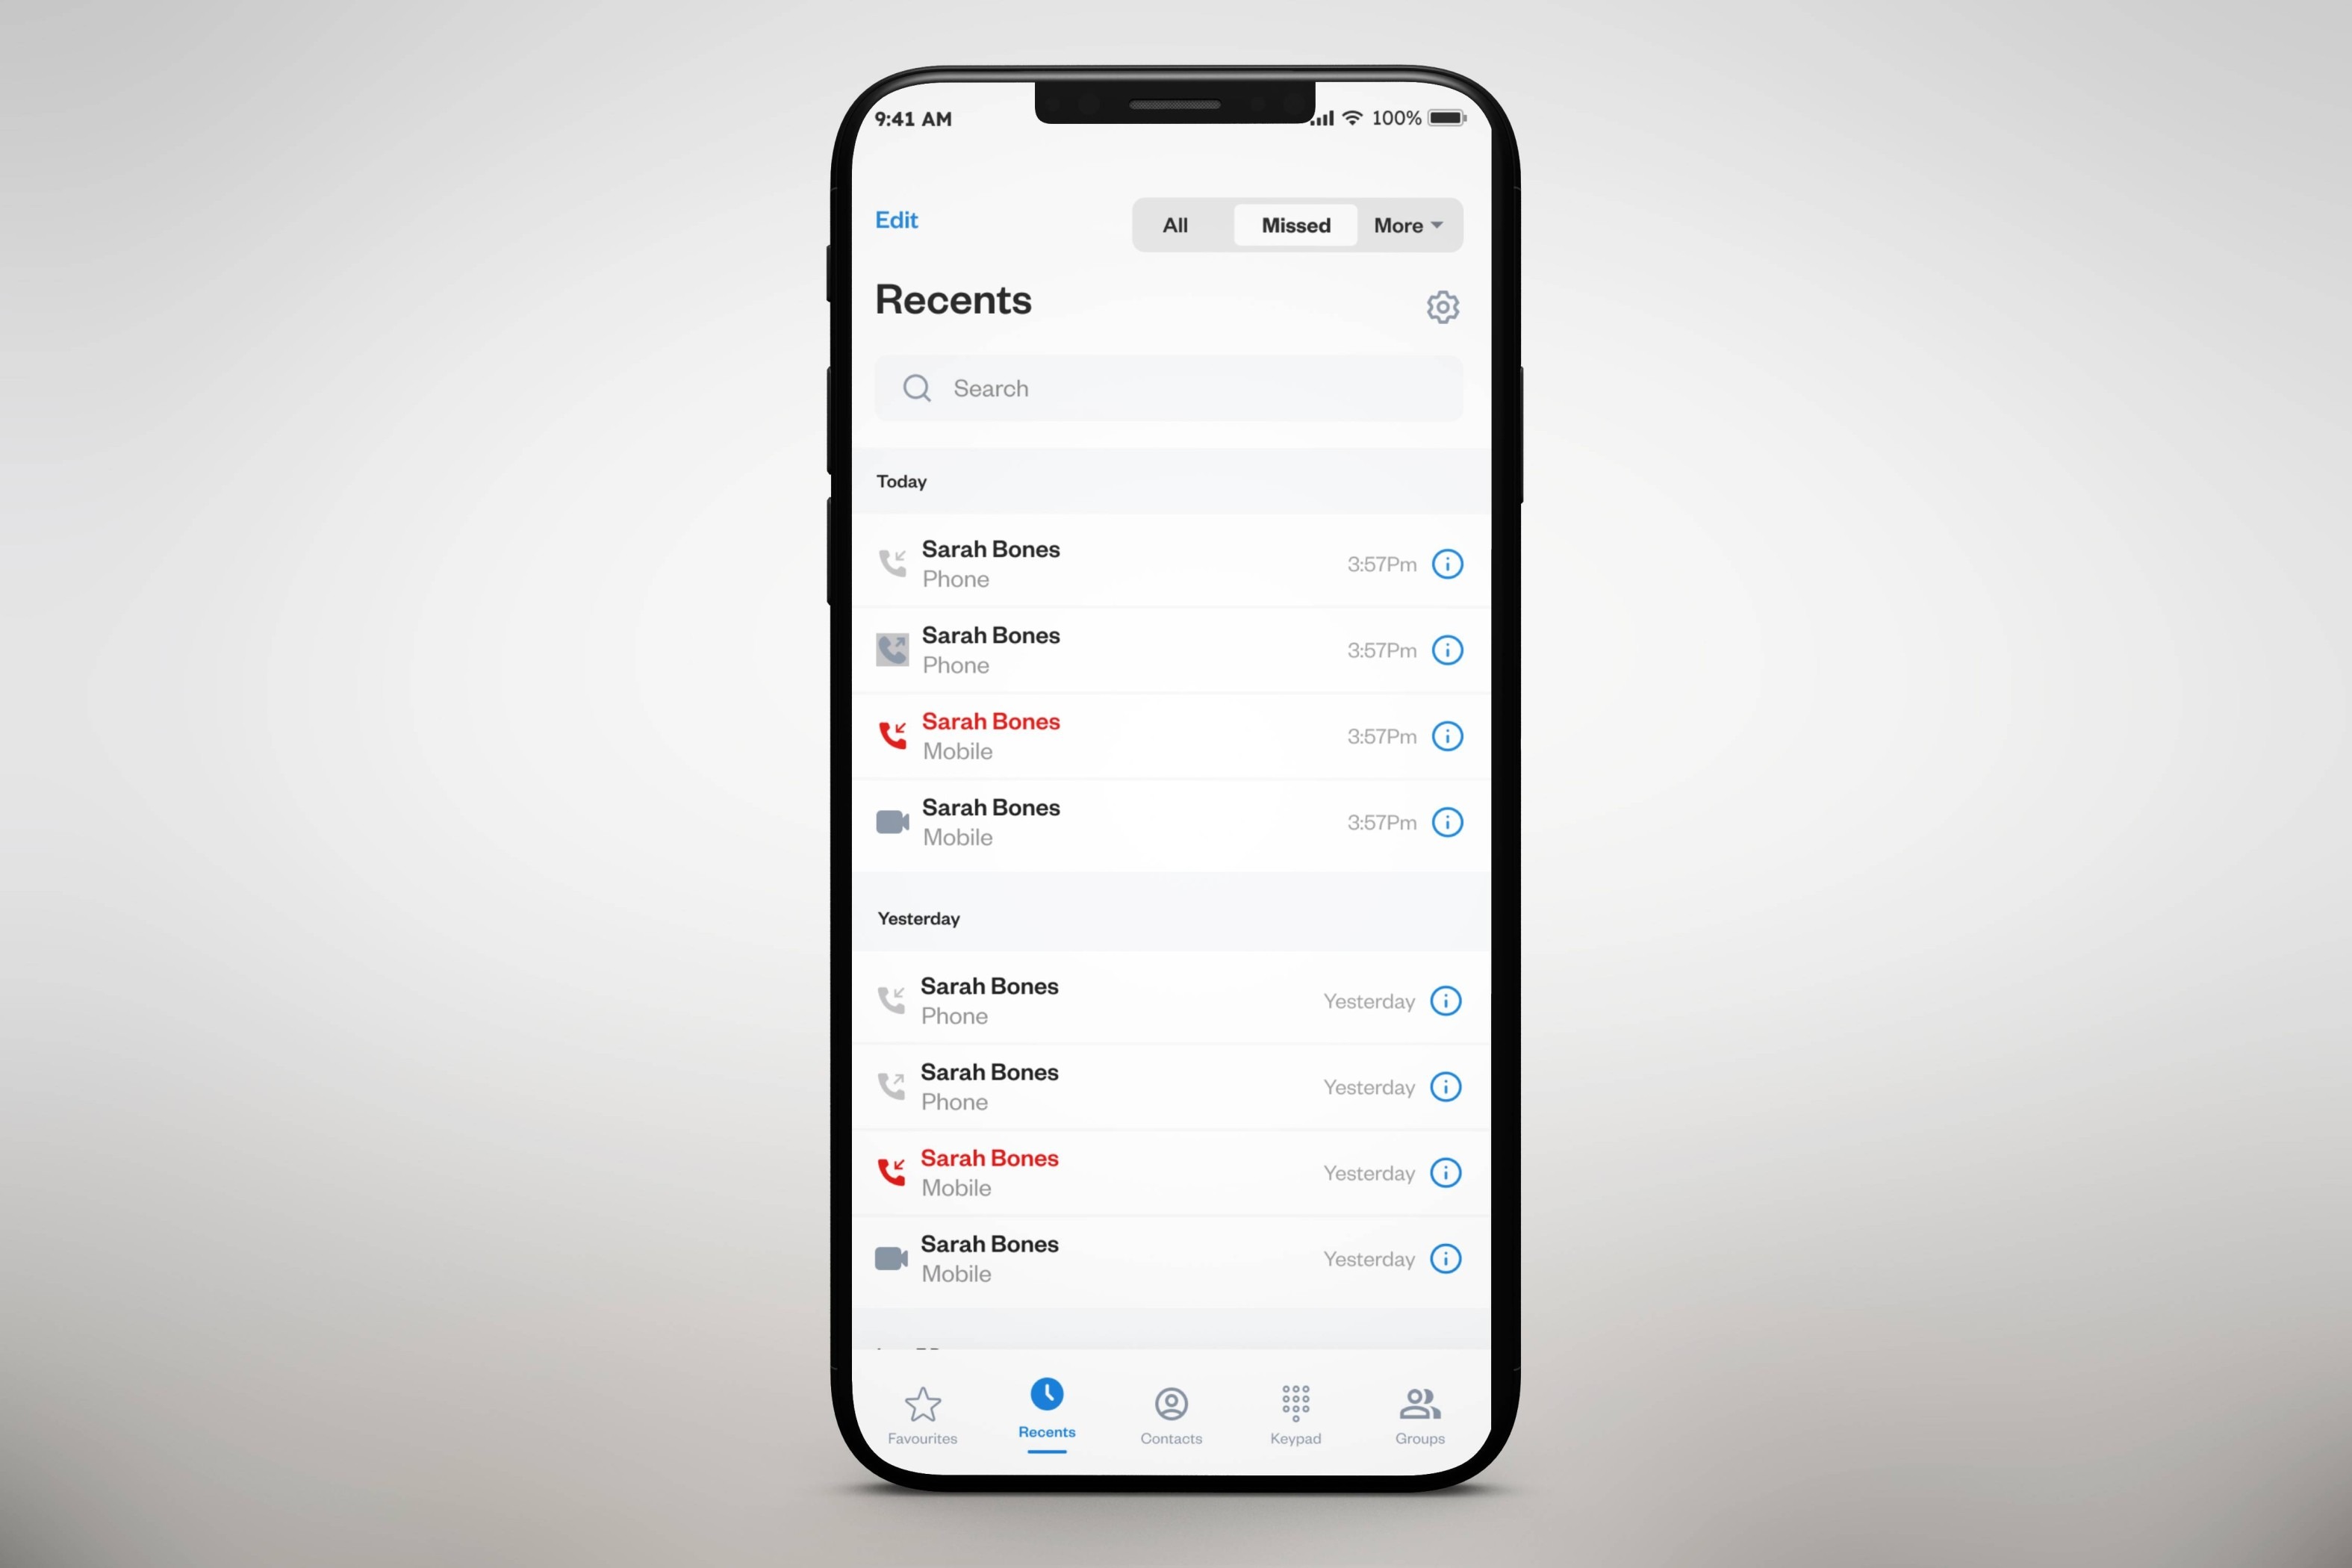 9:41 AM
100%
Edit
All Missed More
Recents
Search
Today
Sarah Bones
Phone
3:57Pm
Sarah Bones
Phone
3:57Pm
Sarah Bones
Mobile
3:57Pm
Sarah Bones
Mobile
3:57Pm
Yesterday
Sarah Bones
Phone
Yesterday
Sarah Bones
Phone
Yesterday
Sarah Bones
Mobile
Yesterday
Sarah Bones
Mobile
Yesterday
Favourites Recents Contacts Keypad Groups